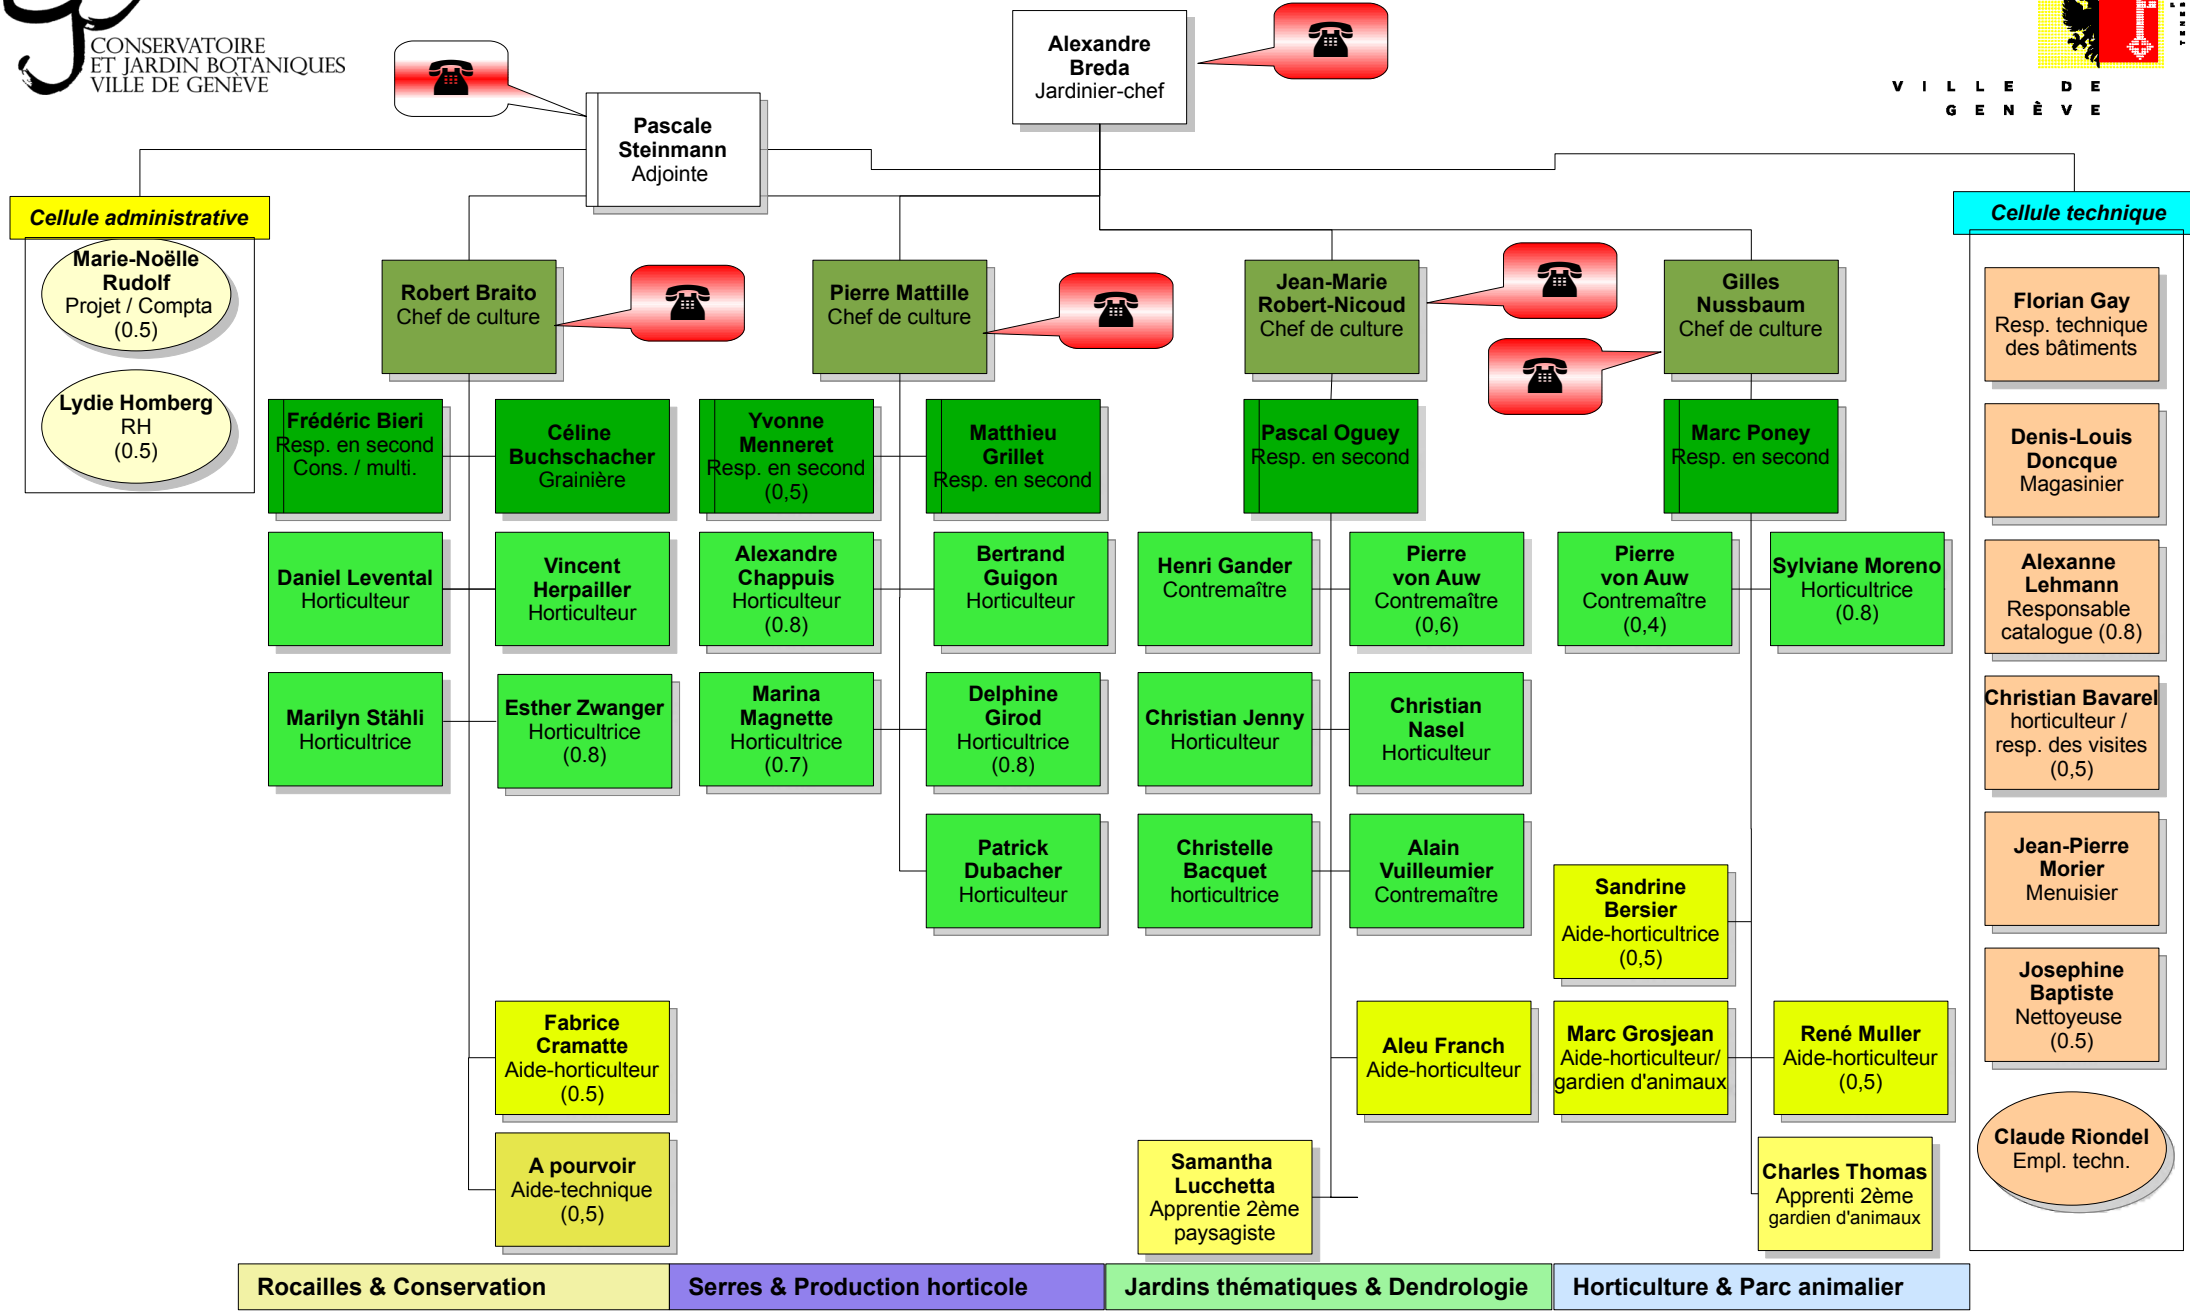 CONSERVATOIRE
ET JARDIN BOTANIQUES
VILLE DE GENÈVE
Alexandre
Breda
Jardinier-chef
VILLE DE
GENÈVE
Pascale
Steinmann
Adjointe
Cellule administrative
Marie-Noëlle
Rudolf
Projet / Compta
(0.5)
Lydie Homberg
RH
(0.5)
Robert Braito
Chef de culture
Pierre Mattille
Chef de culture
Jean-Marie
Robert-Nicoud
Chef de culture
Gilles
Nussbaum
Chef de culture
Frédéric Bieri
Resp. en second
Cons. / multi.
Céline
Buchschacher
Grainière
Yvonne
Menneret
Resp. en second
(0,5)
Matthieu
Grillet
Resp. en second
Pascal Oguey
Resp. en second
Marc Poney
Resp. en second
Daniel Levental
Horticulteur
Vincent
Herpailler
Horticulteur
Alexandre
Chappuis
Horticulteur
(0.8)
Bertrand
Guigon
Horticulteur
Henri Gander
Contremaître
Pierre
von Auw
Contremaître
(0,6)
Pierre
von Auw
Contremaître
(0,4)
Sylviane Moreno
Horticultrice
(0.8)
Marilyn Stähli
Horticultrice
Esther Zwanger
Horticultrice
(0.8)
Marina
Magnette
Horticultrice
(0.7)
Delphine
Girod
Horticultrice
(0.8)
Christian Jenny
Horticulteur
Christian
Nasel
Horticulteur
Patrick
Dubacher
Horticulteur
Christelle
Bacquet
horticultrice
Alain
Vuilleumier
Contremaître
Sandrine
Bersier
Aide-horticultrice
(0,5)
Fabrice
Cramatte
Aide-horticulteur
(0.5)
Aleu Franch
Aide-horticulteur
Marc Grosjean
Aide-horticulteur/
gardien d'animaux
René Muller
Aide-horticulteur
(0,5)
A pourvoir
Aide-technique
(0,5)
Samantha
Lucchetta
Apprentie 2ème
paysagiste
Charles Thomas
Apprenti 2ème
gardien d'animaux
Cellule technique
Florian Gay
Resp. technique
des bâtiments
Denis-Louis
Doncque
Magasinier
Alexanne
Lehmann
Responsable
catalogue (0.8)
Christian Bavarel
horticulteur /
resp. des visites
(0,5)
Jean-Pierre
Morier
Menuisier
Josephine
Baptiste
Nettoyeuse
(0.5)
Claude Riondel
Empl. techn.
Rocailles & Conservation
Serres & Production horticole
Jardins thématiques & Dendrologie
Horticulture & Parc animalier